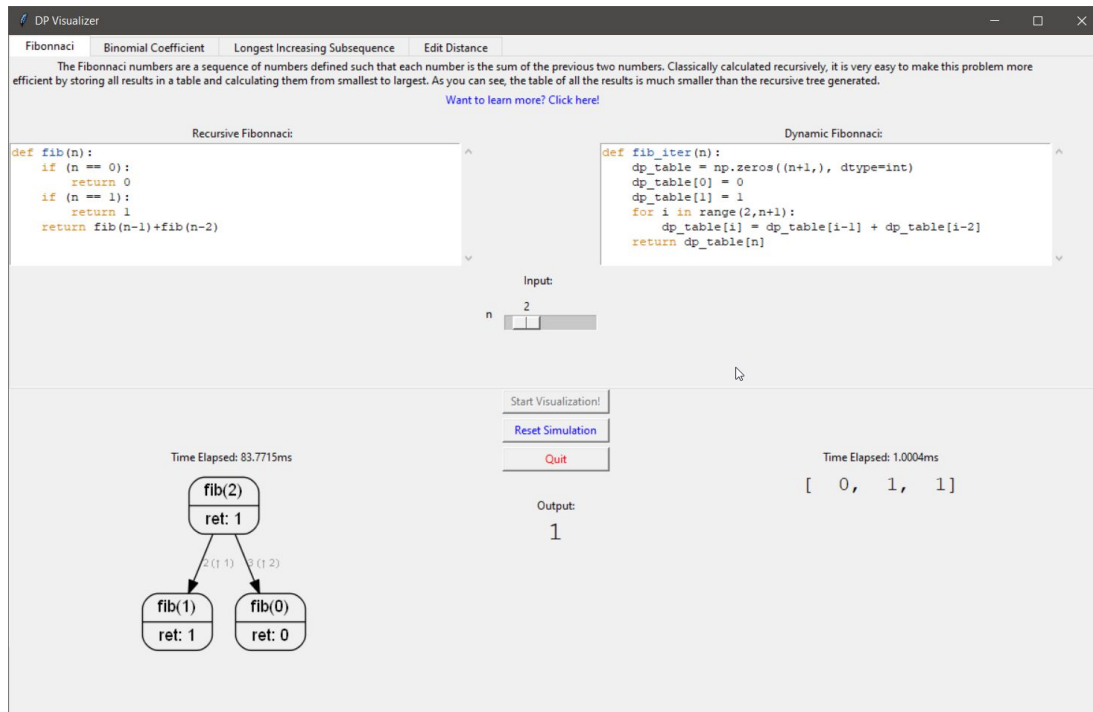 DP Visualizer
Fibonnaci
Binomial Coefficient
Longest Increasing Subsequence
Edit Distance
The Fibonnaci numbers are a sequence of numbers defined such that each number is the sum of the previous two numbers. Classically calculated recursively, it is very easy to make this problem more
efficient by storing all results in a table and calculating them from smallest to largest. As you can see, the table of all the results is much smaller than the recursive tree generated.
Want to learn more? Click here!
Recursive Fibonnaci:
def fib(n):
    if (n == 0):
        return 0
    if (n == 1):
        return 1
    return fib(n-1)+fib(n-2)
Dynamic Fibonnaci:
def fib_iter(n):
    dp_table = np.zeros((n+1,), dtype=int)
    dp_table[0] = 0
    dp_table[1] = 1
    for i in range(2,n+1):
        dp_table[i] = dp_table[i-1] + dp_table[i-2]
    return dp_table[n]
Input:
2
n
Start Visualization!
Reset Simulation
Quit
Time Elapsed: 83.7715ms
fib(2)
ret: 1
2 (↑ 1)
3 (↑ 2)
fib(1)
ret: 1
fib(0)
ret: 0
Output:
1
Time Elapsed: 1.0004ms
[ 0, 1, 1]